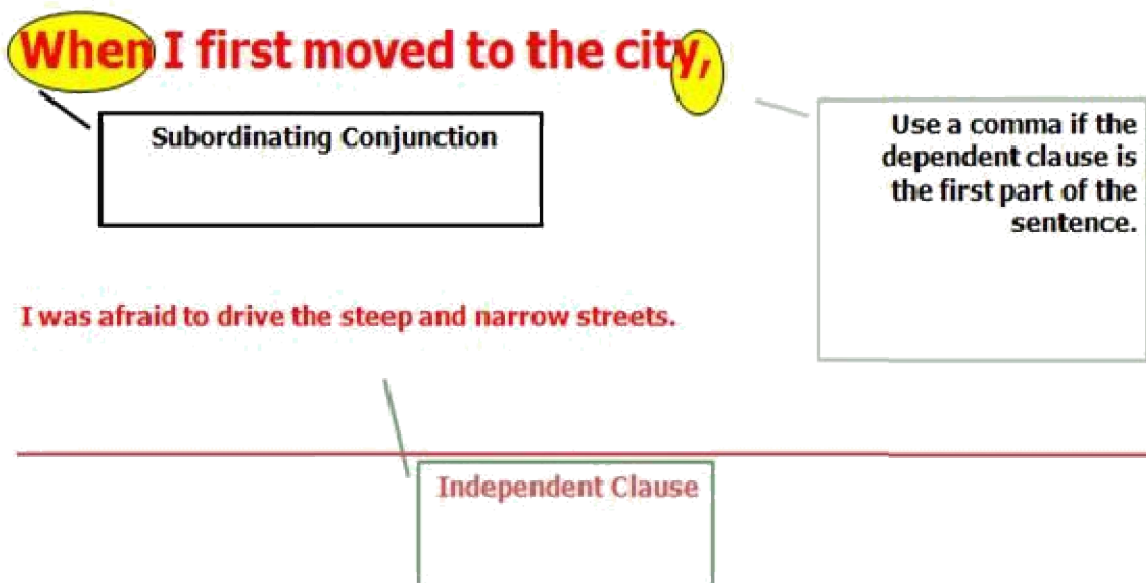 When I first moved to the city,
Subordinating Conjunction
Use a comma if the
dependent clause is
the first part of the
sentence.
I was afraid to drive the steep and narrow streets.
Independent Clause